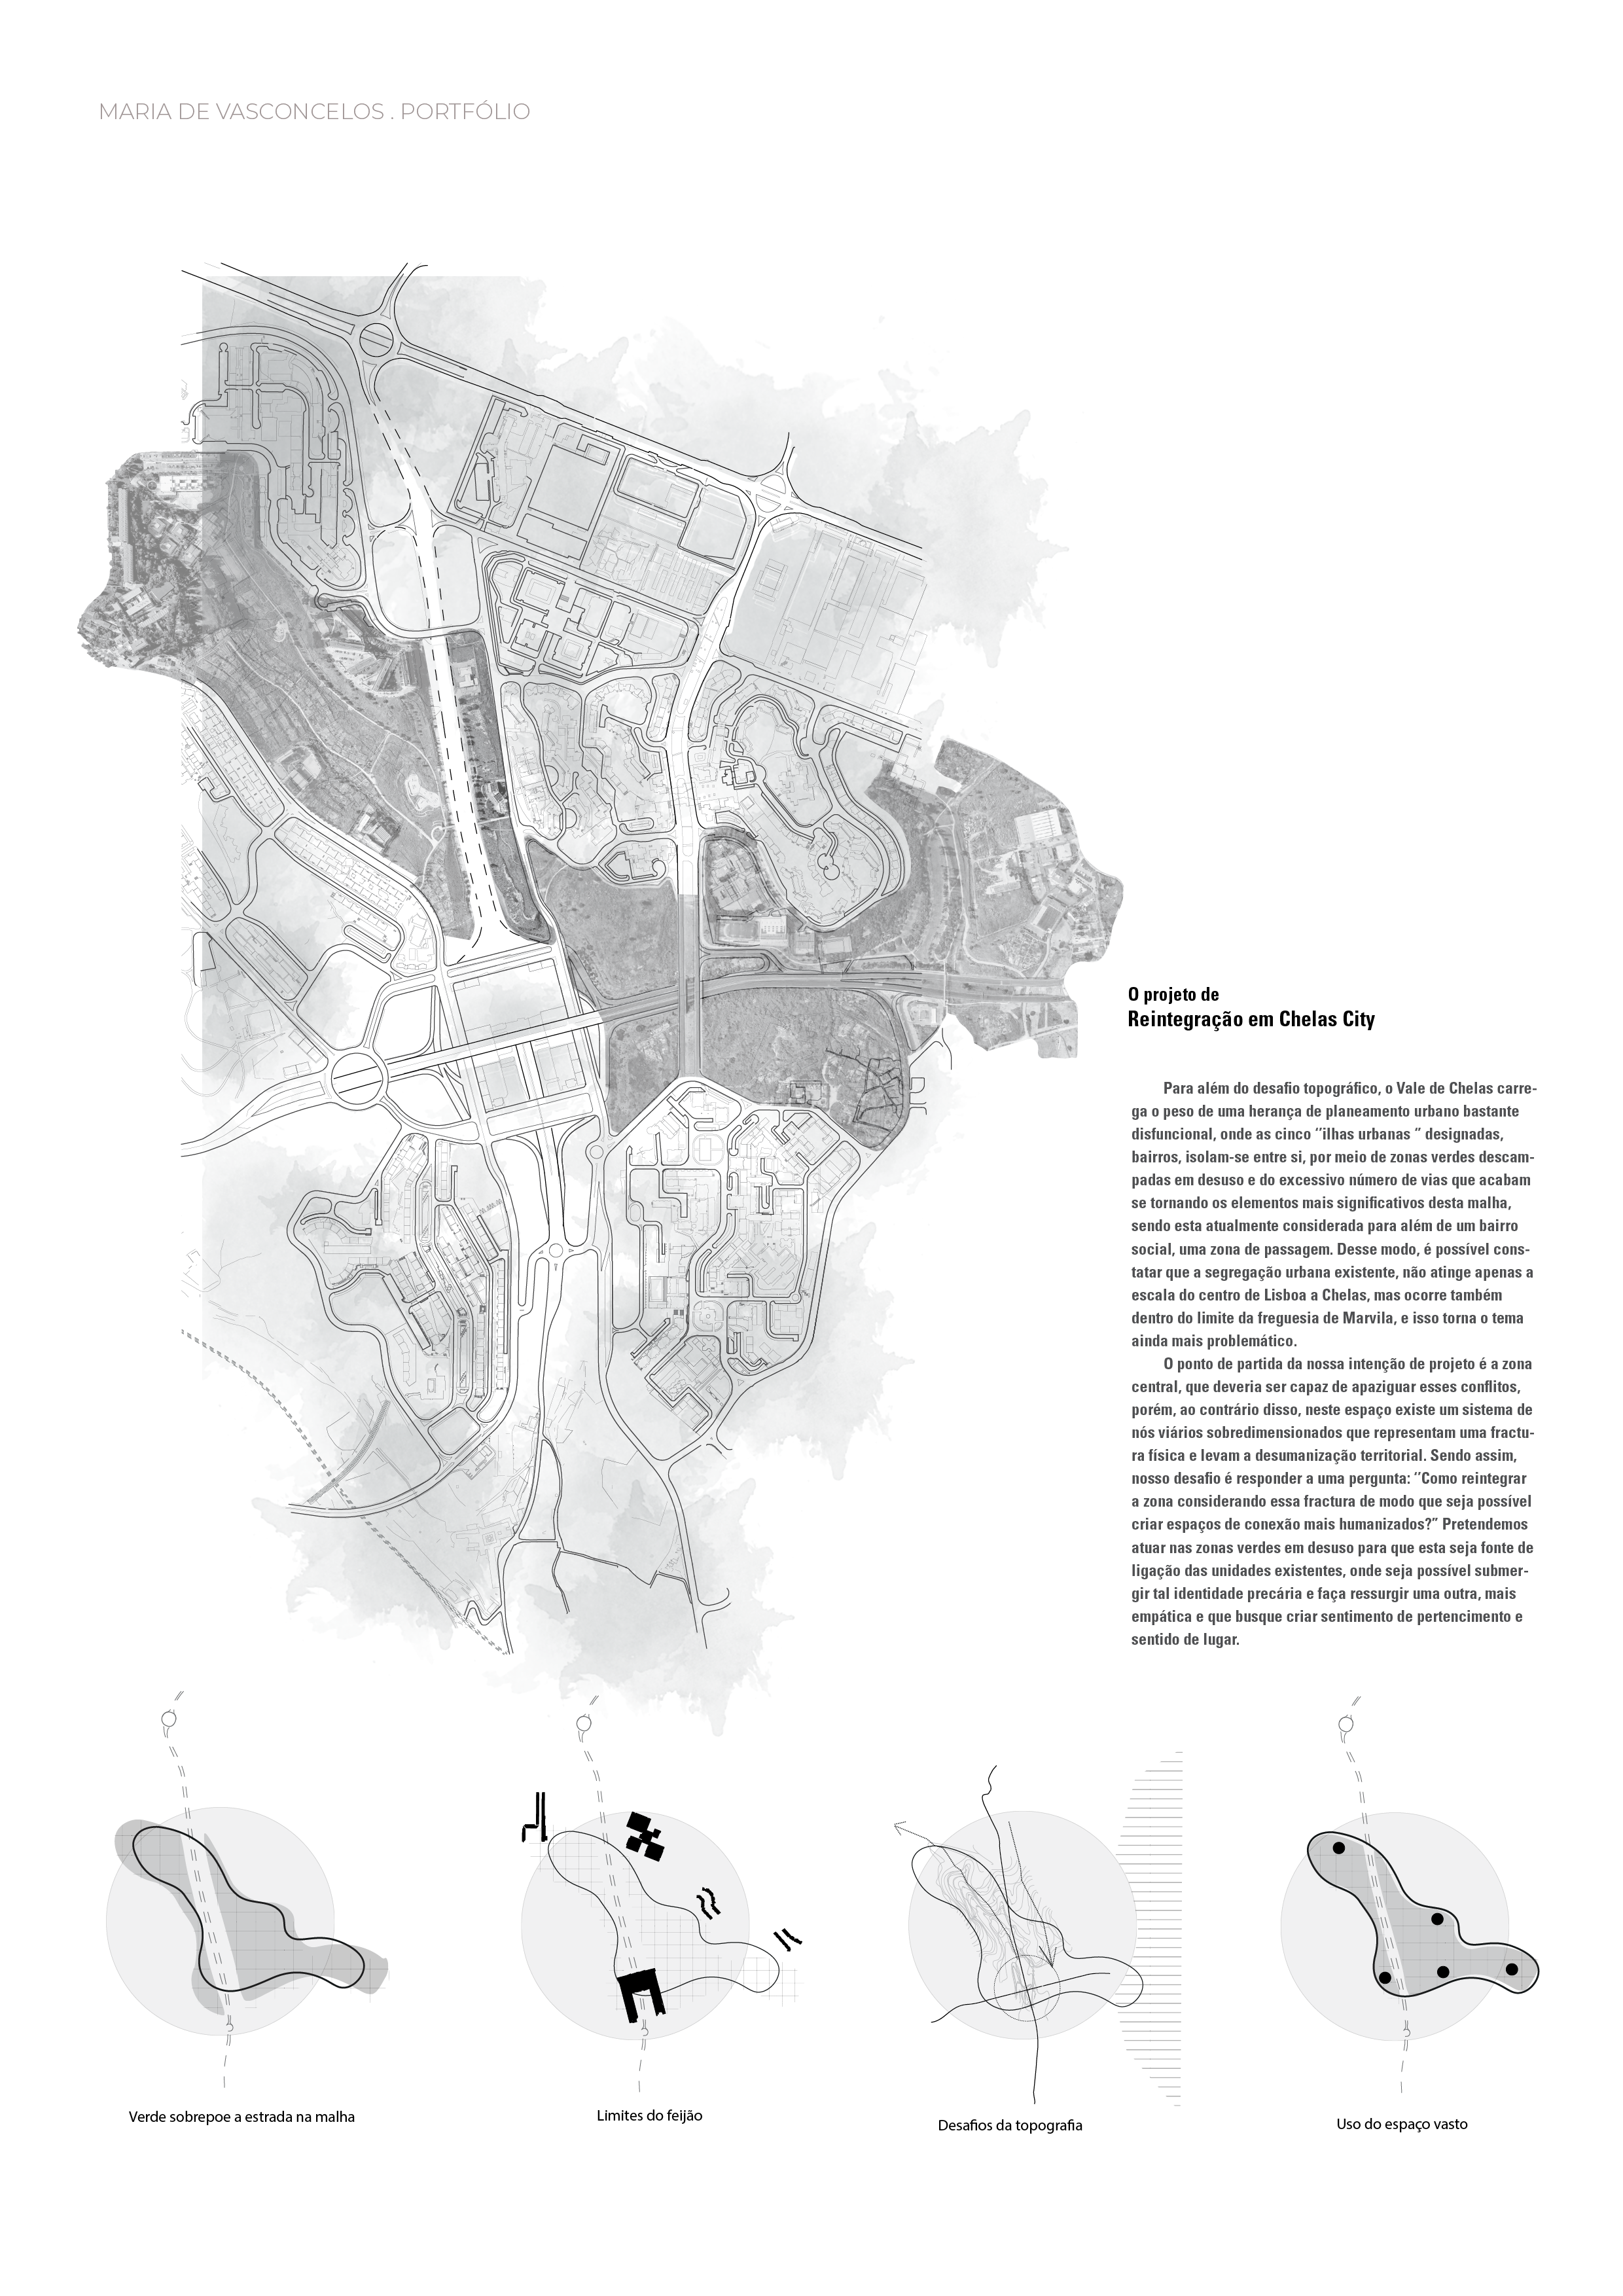 MARIA DE VASCONCELOS . PORTFÓLIO
O projeto de
Reintegração em Chelas City
Para além do desafio topográfico, o Vale de Chelas carre-
ga o peso de uma herança de planeamento urbano bastante
disfuncional, onde as cinco ‘’ilhas urbanas “ designadas,
bairros, isolam-se entre si, por meio de zonas verdes descam-
padas em desuso e do excessivo número de vias que acabam
se tornando os elementos mais significativos desta malha,
sendo esta atualmente considerada para além de um bairro
social, uma zona de passagem. Desse modo, é possível cons-
tatar que a segregação urbana existente, não atinge apenas a
escala do centro de Lisboa a Chelas, mas ocorre também
dentro do limite da freguesia de Marvila, e isso torna o tema
ainda mais problemático.
O ponto de partida da nossa intenção de projeto é a zona
central, que deveria ser capaz de apaziguar esses conflitos,
porém, ao contrário disso, neste espaço existe um sistema de
nós viários sobredimensionados que representam uma fractu-
ra física e levam a desumanização territorial. Sendo assim,
nosso desafio é responder a uma pergunta: ‘’Como reintegrar
a zona considerando essa fractura de modo que seja possível
criar espaços de conexão mais humanizados?” Pretendemos
atuar nas zonas verdes em desuso para que esta seja fonte de
ligação das unidades existentes, onde seja possível submer-
gir tal identidade precária e faça ressurgir uma outra, mais
empática e que busque criar sentimento de pertencimento e
sentido de lugar.
Verde sobrepoe a estrada na malha
Limites do feijão
Desafios da topografia
Uso do espaço vasto